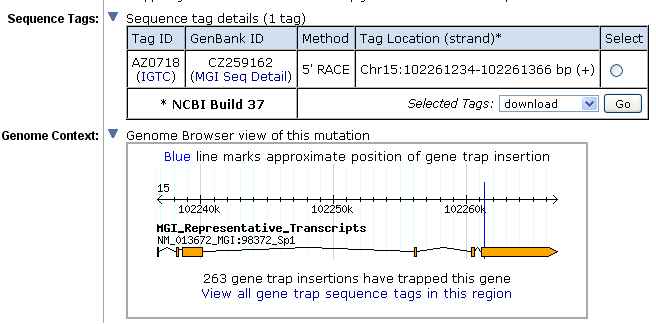 Sequence Tags: Sequence tag details (1 tag)
Tag ID GenBank ID Method Tag Location (strand)* Select
AZ0718 CZ259162 5' RACE Chr15:102261234-102261366 bp (+)
(IGTC) (MGI Seq Detail)
* NCBI Build 37 Selected Tags: download Go
Genome Context: Genome Browser view of this mutation
Blue line marks approximate position of gene trap insertion
15
102240k 102250k 102260k
MGI_Representative_Transcripts
NM_013672_MGI:98372_Sp1
263 gene trap insertions have trapped this gene
View all gene trap sequence tags in this region